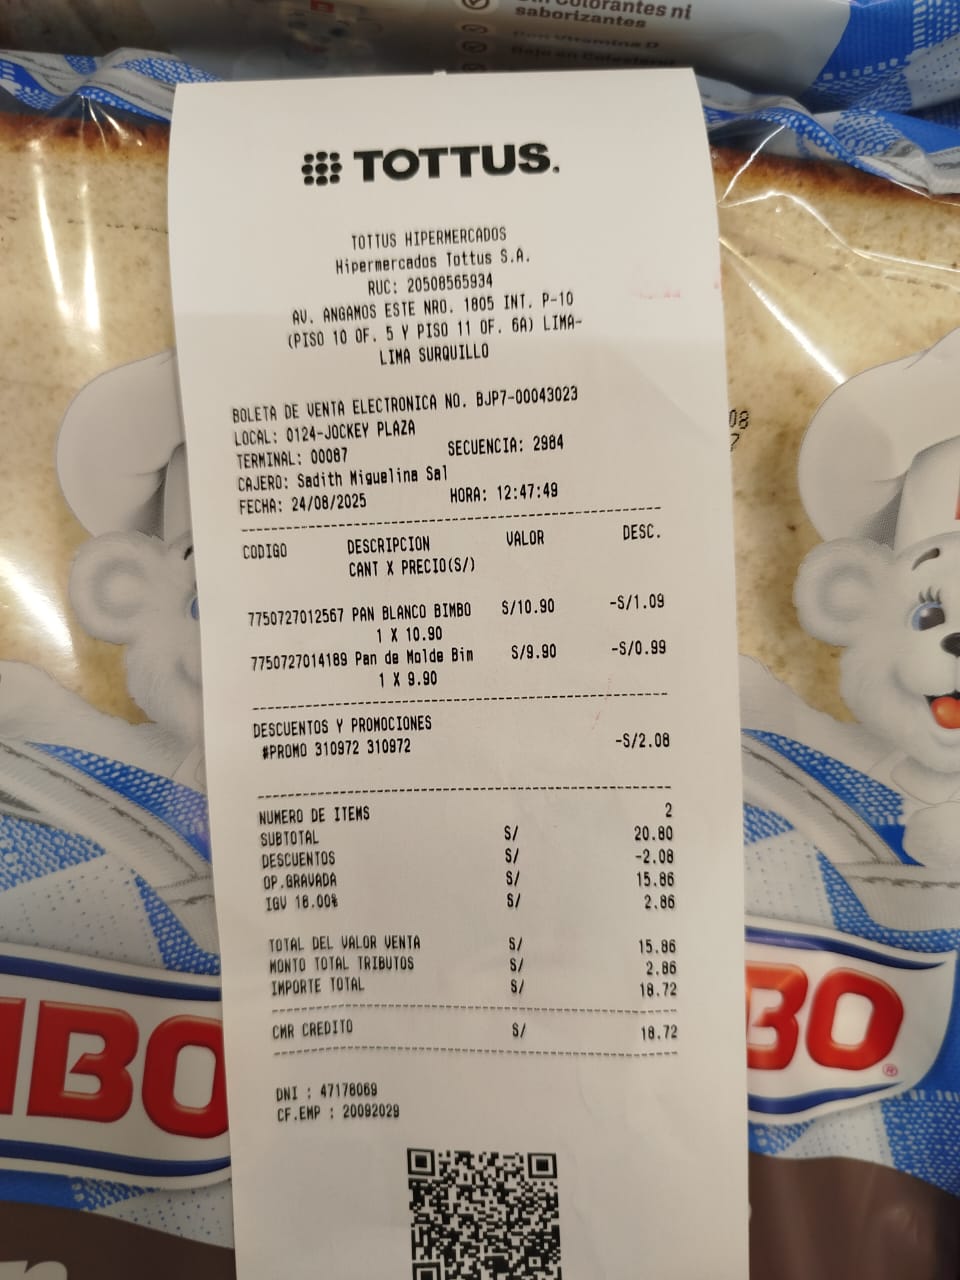 Sin Colorantes ni
saborizantes
Con Vitamina D
Bajo en Colesterol
TOTTUS.
TOTTUS HIPERMERCADOS
Hipermercados Tottus S.A.
RUC: 20508565934
AV. ANGAMOS ESTE NRO. 1805 INT. P-10
(PISO 10 OF. 5 Y PISO 11 OF. 6A) LIMA-
LIMA SURQUILLO
BOLETA DE VENTA ELECTRONICA NO. BJP7-00043023
LOCAL: 0124-JOCKEY PLAZA
TERMINAL: 00087 SECUENCIA: 2984
CAJERO: Sadith Miguelina Sal
FECHA: 24/08/2025 HORA: 12:47:49
CODIGO DESCRIPCION VALOR DESC.
CANT X PRECIO(S/)
7750727012567 PAN BLANCO BIMBO S/10.90 -S/1.09
1 X 10.90
7750727014189 Pan de Molde Bim S/9.90 -S/0.99
1 X 9.90
DESCUENTOS Y PROMOCIONES
#PROMO 310972 310972 -S/2.08
NUMERO DE ITEMS 2
SUBTOTAL S/ 20.80
DESCUENTOS S/ -2.08
OP.GRAVADA S/ 15.86
IGV 18.00% S/ 2.86
TOTAL DEL VALOR VENTA S/ 15.86
MONTO TOTAL TRIBUTOS S/ 2.86
IMPORTE TOTAL S/ 18.72
CMR CREDITO S/ 18.72
DNI : 47178069
CF.EMP : 20092029
MBO
BO